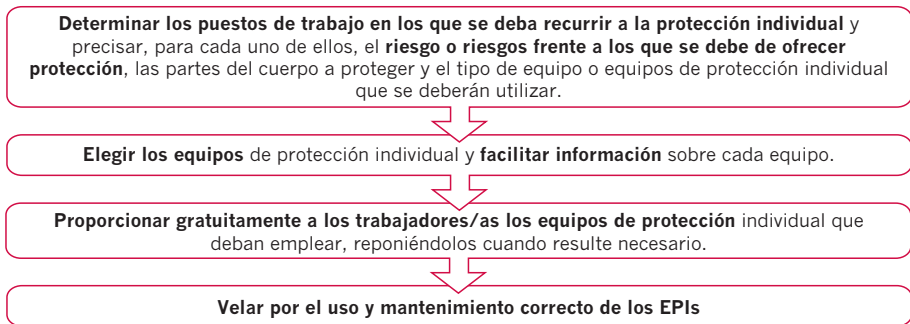 Determinar los puestos de trabajo en los que se deba recurrir a la protección individual y
precisar, para cada uno de ellos, el riesgo o riesgos frente a los que se debe de ofrecer
protección, las partes del cuerpo a proteger y el tipo de equipo o equipos de protección individual
que se deberán utilizar.
Elegir los equipos de protección individual y facilitar información sobre cada equipo.
Proporcionar gratuitamente a los trabajadores/as los equipos de protección individual que
deban emplear, reponiéndolos cuando resulte necesario.
Velar por el uso y mantenimiento correcto de los EPIs